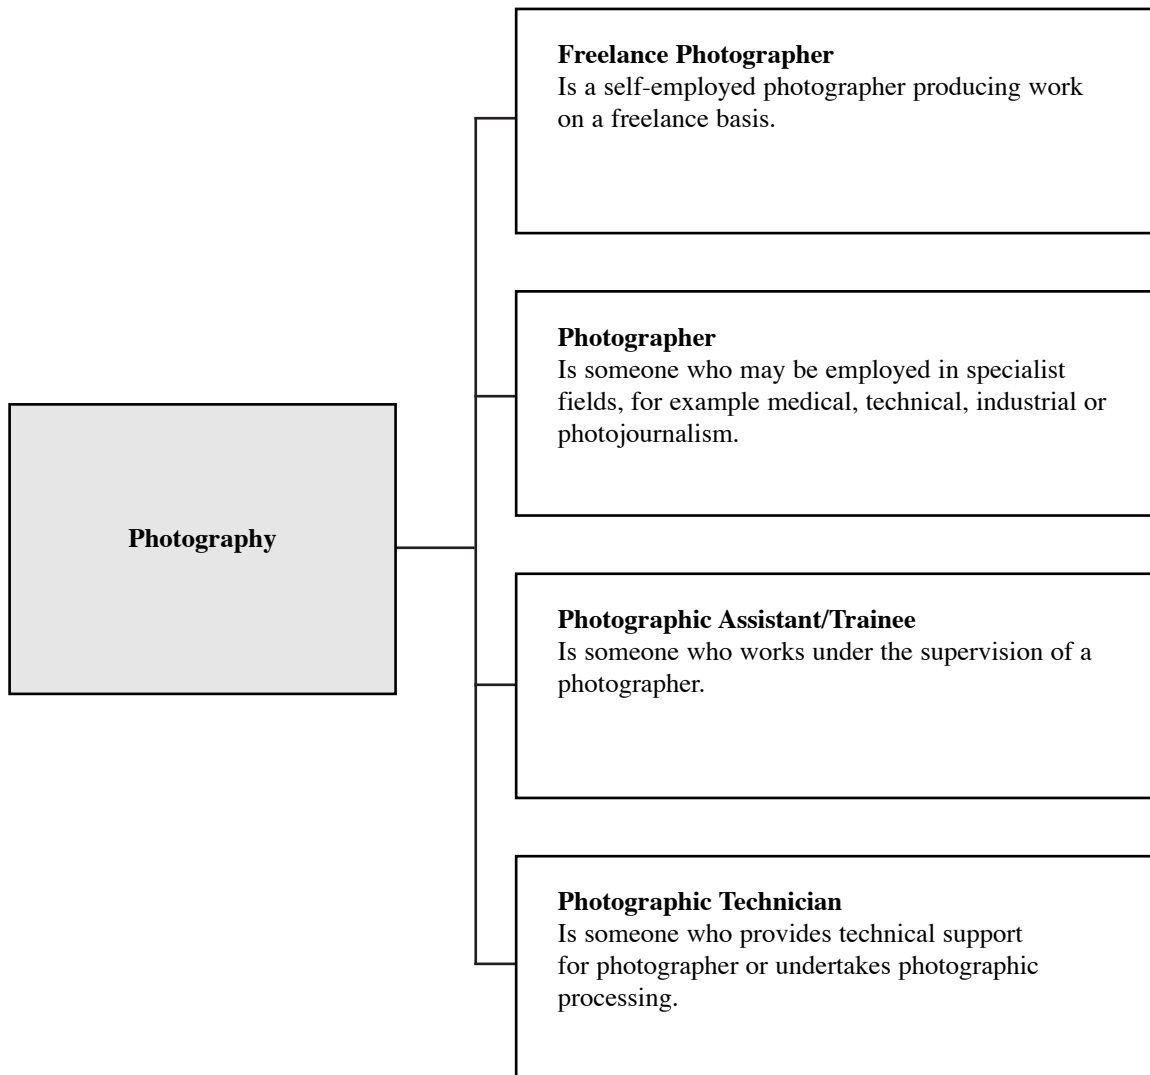 Freelance Photographer
Is a self-employed photographer producing work
on a freelance basis.
Photographer
Is someone who may be employed in specialist
fields, for example medical, technical, industrial or
photojournalism.
Photography
Photographic Assistant/Trainee
Is someone who works under the supervision of a
photographer.
Photographic Technician
Is someone who provides technical support
for photographer or undertakes photographic
processing.